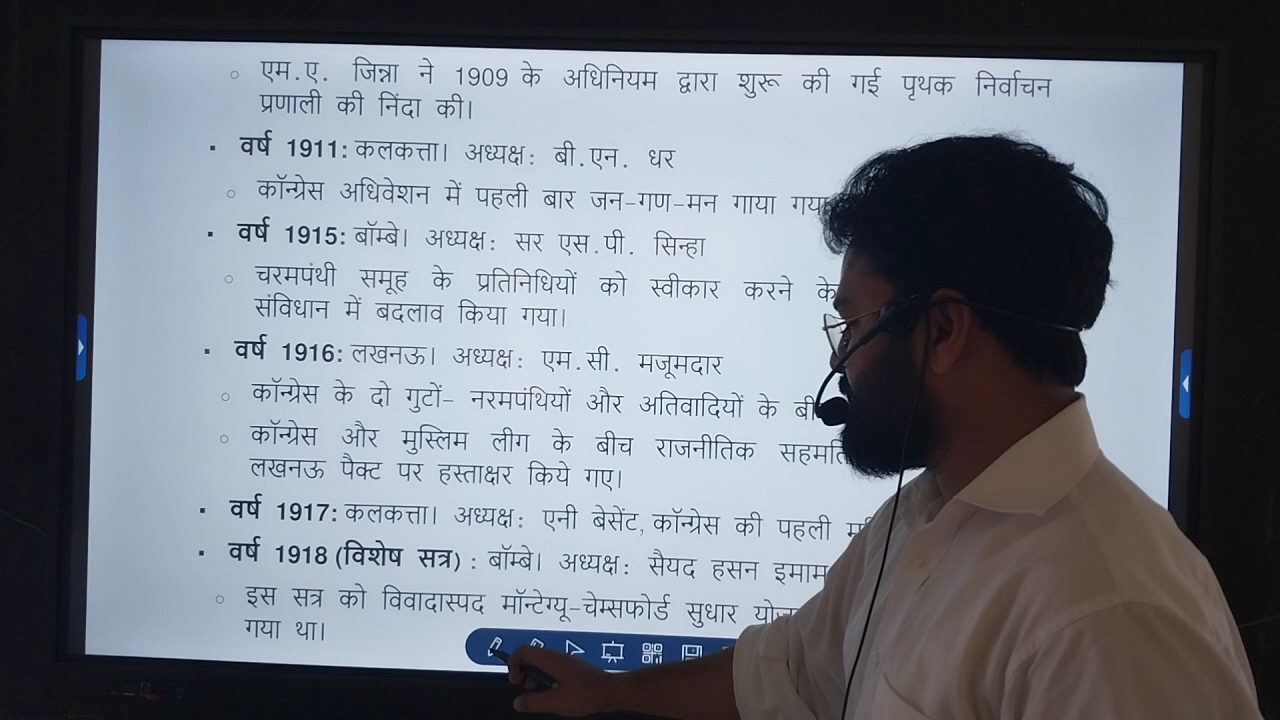 एम.ए. जिन्ना ने 1909 के अधिनियम द्वारा शुरू की गई पृथक निर्वाचन
प्रणाली की निंदा की।
वर्ष 1911: कलकत्ता। अध्यक्ष: बी.एन. धर
कॉन्ग्रेस अधिवेशन में पहली बार जन-गण-मन गाया
वर्ष 1915: बॉम्बे। अध्यक्ष: सर एस.पी. सिन्हा
चरमपंथी समूह के प्रतिनिधियों को स्वीकार करने के
संविधान में बदलाव किया गया।
वर्ष 1916: लखनऊ। अध्यक्ष: एम.सी. मजूमदार
कॉन्ग्रेस के दो गुटों- नरमपंथियों और अतिवादियों के
कॉन्ग्रेस और मुस्लिम लीग के बीच राजनीतिक
लखनऊ पैक्ट पर हस्ताक्षर किये गए।
वर्ष 1917: कलकत्ता। अध्यक्ष: एनी बेसेंट, कॉन्ग्रेस की पहली
वर्ष 1918 (विशेष सत्र) : बॉम्बे। अध्यक्ष: सैयद हसन इमाम
इस सत्र को विवादास्पद मॉन्टेग्यू-चेम्सफोर्ड सुधार
गया था।